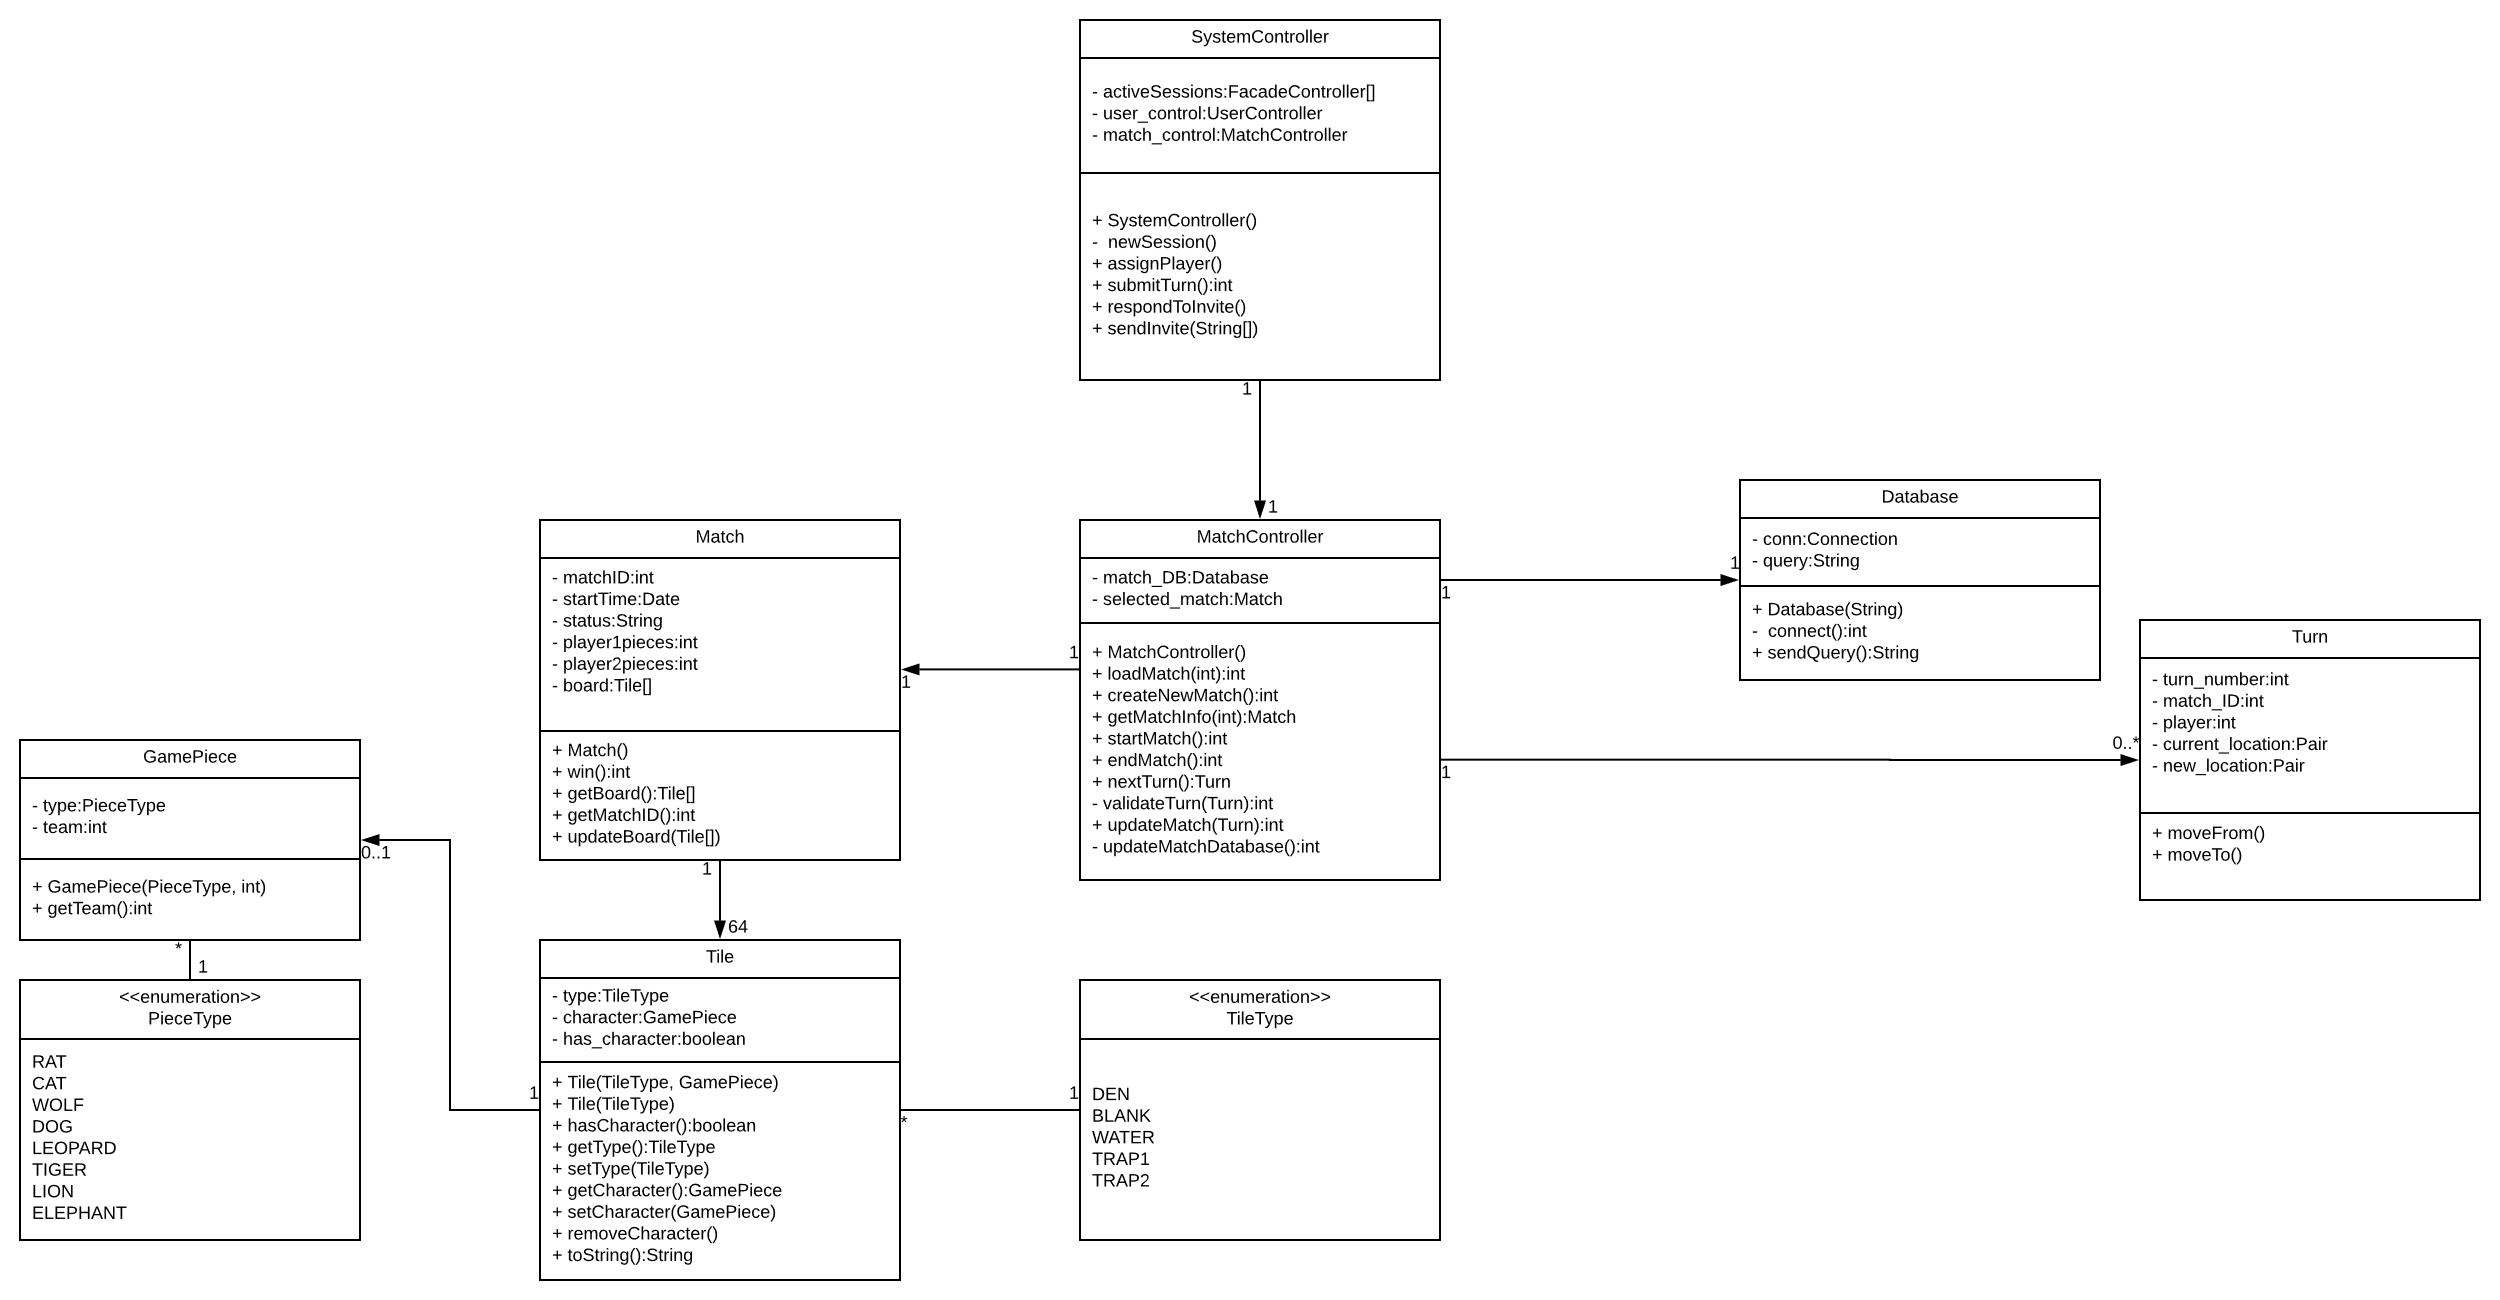 SystemController
- activeSessions:FacadeController[]
- user_control:UserController
- match_control:MatchController
+ SystemController()
-  newSession()
+ assignPlayer()
+ submitTurn():int
+ respondToInvite()
+ sendInvite(String[])
1
1
Match
- matchID:int
- startTime:Date
- status:String
- player1pieces:int
- player2pieces:int
- board:Tile[]
+ Match()
+ win():int
+ getBoard():Tile[]
+ getMatchID():int
+ updateBoard(Tile[])
1
1
MatchController
- match_DB:Database
- selected_match:Match
+ MatchController()
+ loadMatch(int):int
+ createNewMatch():int
+ getMatchInfo(int):Match
+ startMatch():int
+ endMatch():int
+ nextTurn():Turn
- validateTurn(Turn):int
+ updateMatch(Turn):int
- updateMatchDatabase():int
1
1
Database
- conn:Connection
- query:String
+ Database(String)
-  connect():int
+ sendQuery():String
1
0..*
Turn
- turn_number:int
- match_ID:int
- player:int
- current_location:Pair
- new_location:Pair
+ moveFrom()
+ moveTo()
GamePiece
- type:PieceType
- team:int
+ GamePiece(PieceType, int)
+ getTeam():int
0..1
1
*
1
<<enumeration>>
PieceType
RAT
CAT
WOLF
DOG
LEOPARD
TIGER
LION
ELEPHANT
1
64
Tile
- type:TileType
- character:GamePiece
- has_character:boolean
+ Tile(TileType, GamePiece)
+ Tile(TileType)
+ hasCharacter():boolean
+ getType():TileType
+ setType(TileType)
+ getCharacter():GamePiece
+ setCharacter(GamePiece)
+ removeCharacter()
+ toString():String
*
1
<<enumeration>>
TileType
DEN
BLANK
WATER
TRAP1
TRAP2